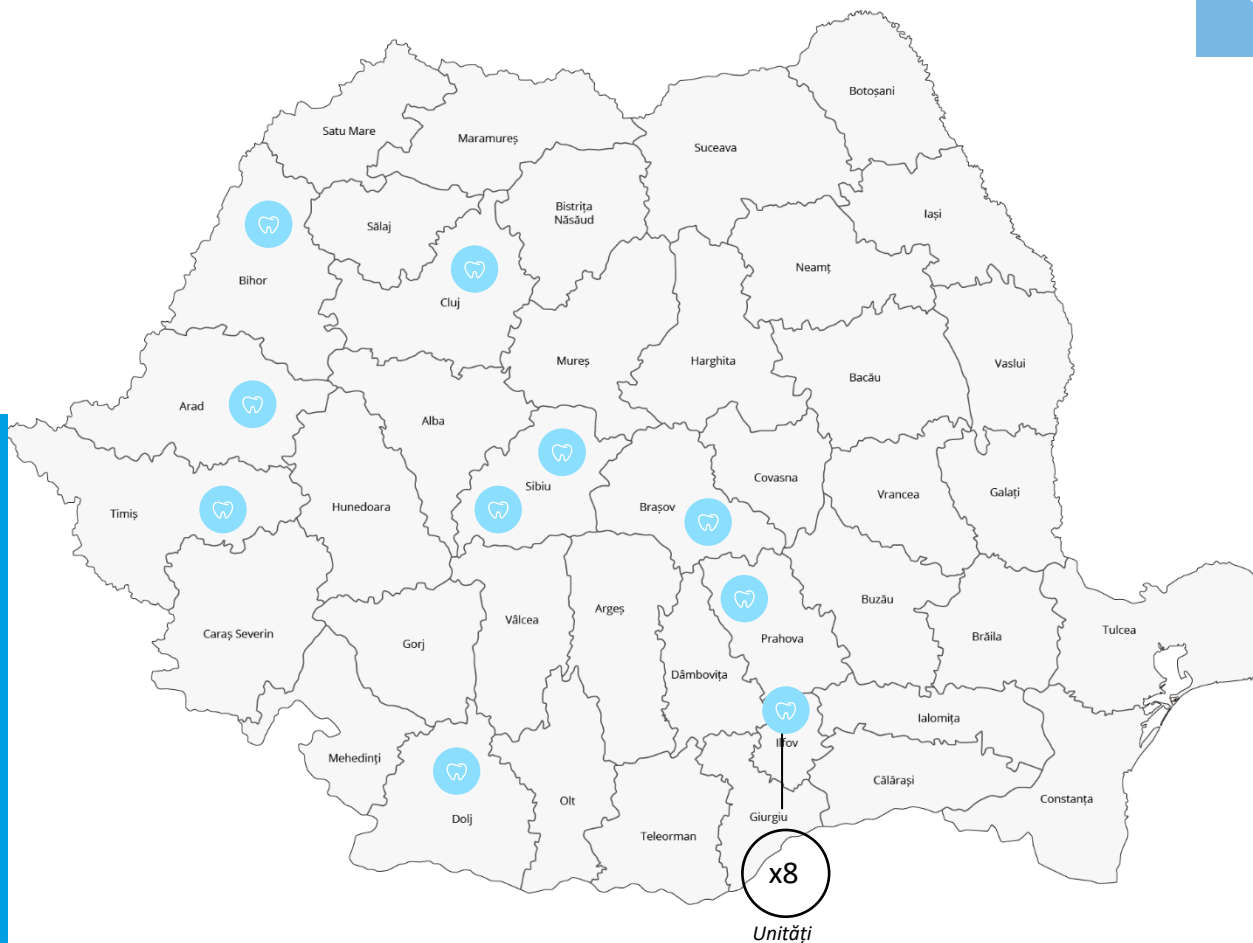 Botoșani
Satu Mare
Maramureș
Suceava
Bistrița
Năsăud
Iași
Sălaj
Neamț
Bihor
Cluj
Mureș
Harghita
Vaslui
Bacău
Arad
Alba
Covasna
Sibiu
Vrancea
Galați
Timiș
Hunedoara
Brașov
Buzău
Argeș
Vâlcea
Tulcea
Caraș Severin
Gorj
Prahova
Brăila
Dâmbovița
Ialomița
Ilfov
Mehedinți
Călărași
Constanța
Olt
Dolj
Giurgiu
Teleorman
x8
Unități